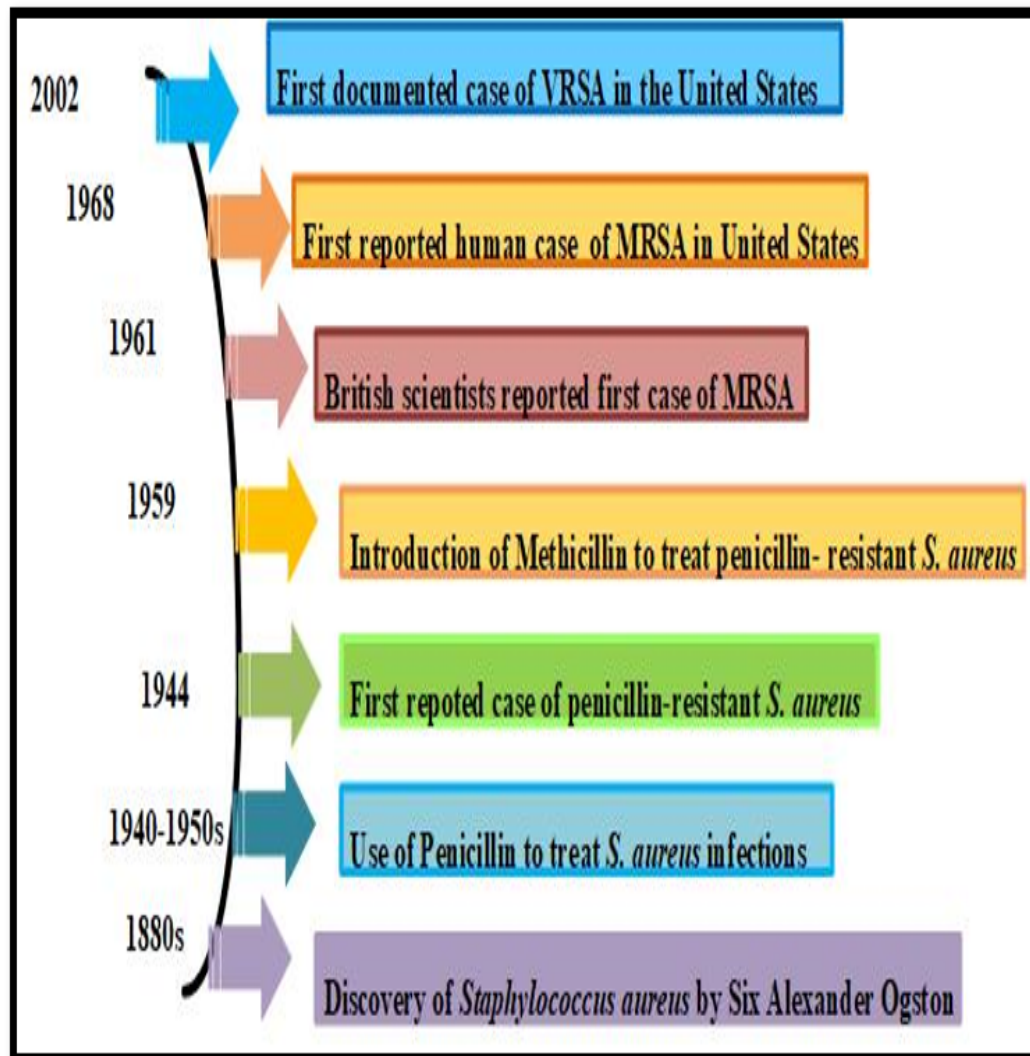 2002
First documented case of VRSA in the United States
1968
First reported human case of MRSA in United States
1961
British scientists reported first case of MRSA
1959
Introduction of Methicillin to treat penicillin- resistant S. aureus
1944
First repoted case of penicillin-resistant S. aureus
1940-1950s
Use of Penicillin to treat S. aureus infections
1880s
Discovery of Staphylococcus aureus by Six Alexander Ogston